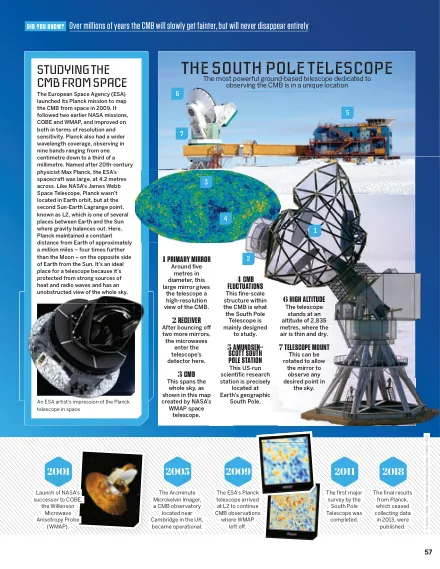 DID YOU KNOW? Over millions of years the CMB will slowly get fainter, but will never disappear entirely
STUDYING THE
CMB FROM SPACE
The European Space Agency (ESA)
launched its Planck mission to map
the CMB from space in 2009. It
followed two earlier NASA missions,
COBE and WMAP, and improved on
both in terms of resolution and
sensitivity. Planck also had a wider
wavelength coverage, observing in
nine bands ranging from one
centimetre down to a third of a
millimetre. Named after 20th-century
physicist Max Planck, the ESA's
spacecraft was large, at 4.2 metres
across. Like NASA's James Webb
Space Telescope, Planck wasn't
located in Earth orbit, but at the
second Sun-Earth Lagrange point,
known as L2, which is one of several
places between Earth and the Sun
where gravity balances out. Here,
Planck maintained a constant
distance from Earth of approximately
a million miles – four times further
than the Moon – on the opposite side
of Earth from the Sun. It's an ideal
place for a telescope because it's
protected from strong sources of
heat and radio waves and has an
unobstructed view of the whole sky.
An ESA artist's impression of the Planck
telescope in space
THE SOUTH POLE TELESCOPE
The most powerful ground-based telescope dedicated to
observing the CMB is in a unique location
6
5
7
3
4
1
2
1 PRIMARY MIRROR
Around five
metres in
diameter, this
large mirror gives
the telescope a
high-resolution
view of the CMB.
2 RECEIVER
After bouncing off
two more mirrors,
the microwaves
enter the
telescope's
detector here.
3 CMB
This spans the
whole sky, as
shown in this map
created by NASA's
WMAP space
telescope.
4 CMB
FLUCTUATIONS
This fine-scale
structure within
the CMB is what
the South Pole
Telescope is
mainly designed
to study.
5 AMUNDSEN-
SCOTT SOUTH
POLE STATION
This US-run
scientific research
station is precisely
located at
Earth's geographic
South Pole.
6 HIGH ALTITUDE
The telescope
stands at an
altitude of 2,835
metres, where the
air is thin and dry.
7 TELESCOPE MOUNT
This can be
rotated to allow
the mirror to
observe any
desired point in
the sky.
2001
Launch of NASA's
successor to COBE,
the Wilkinson
Microwave
Anisotropy Probe
(WMAP).
2005
The Arcminute
Microkelvin Imager,
a CMB observatory
located near
Cambridge in the UK,
became operational.
2009
The ESA's Planck
telescope arrived
at L2 to continue
CMB observations
where WMAP
left off.
2011
The first major
survey by the
South Pole
Telescope was
completed.
2018
The final results
from Planck,
which ceased
collecting data
in 2013, were
published.
57